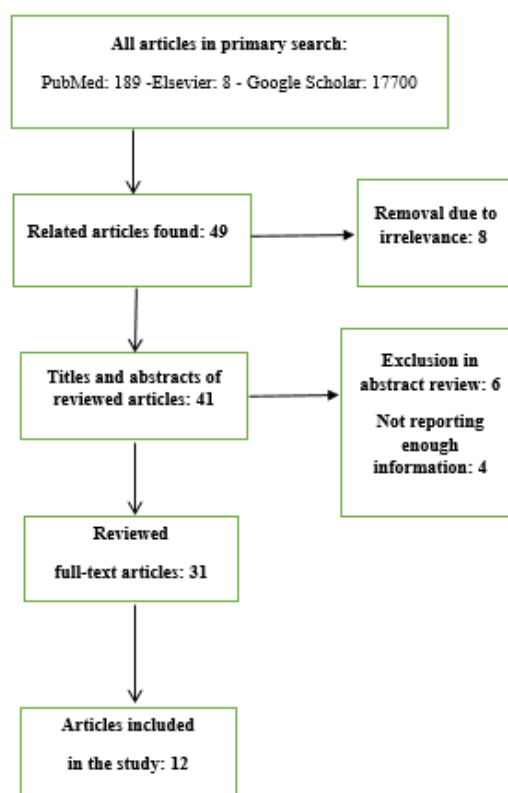 All articles in primary search:
PubMed: 189 -Elsevier: 8 - Google Scholar: 17700
Related articles found: 49
Removal due to
irrelevance: 8
Titles and abstracts of
reviewed articles: 41
Exclusion in
abstract review: 6
Not reporting
enough
information: 4
Reviewed
full-text articles: 31
Articles included
in the study: 12